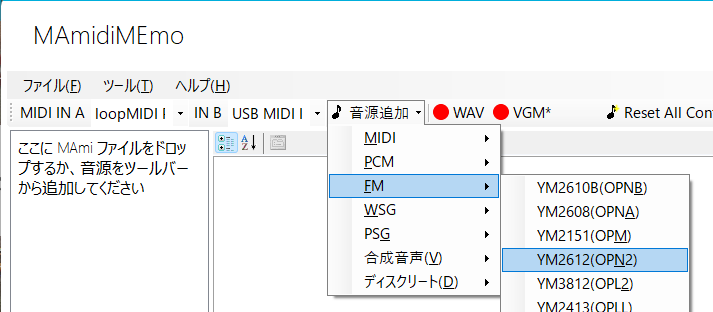 MAmidiMEmo
ファイル(F) ツール(T) ヘルプ(H)
MIDI IN A loopMIDI IN B USB MIDI I 音源追加 WAV VGM* Reset All Con
ここに MAmi ファイルをドロッ
プするか、音源をツールバー
から追加してください
MIDI
PCM
FM
WSG
PSG
合成音声(V)
ディスクリート(D)
YM2610B(OPNB)
YM2608(OPNA)
YM2151(OPM)
YM2612(OPN2)
YM3812(OPL2)
YM2413(OPLL)